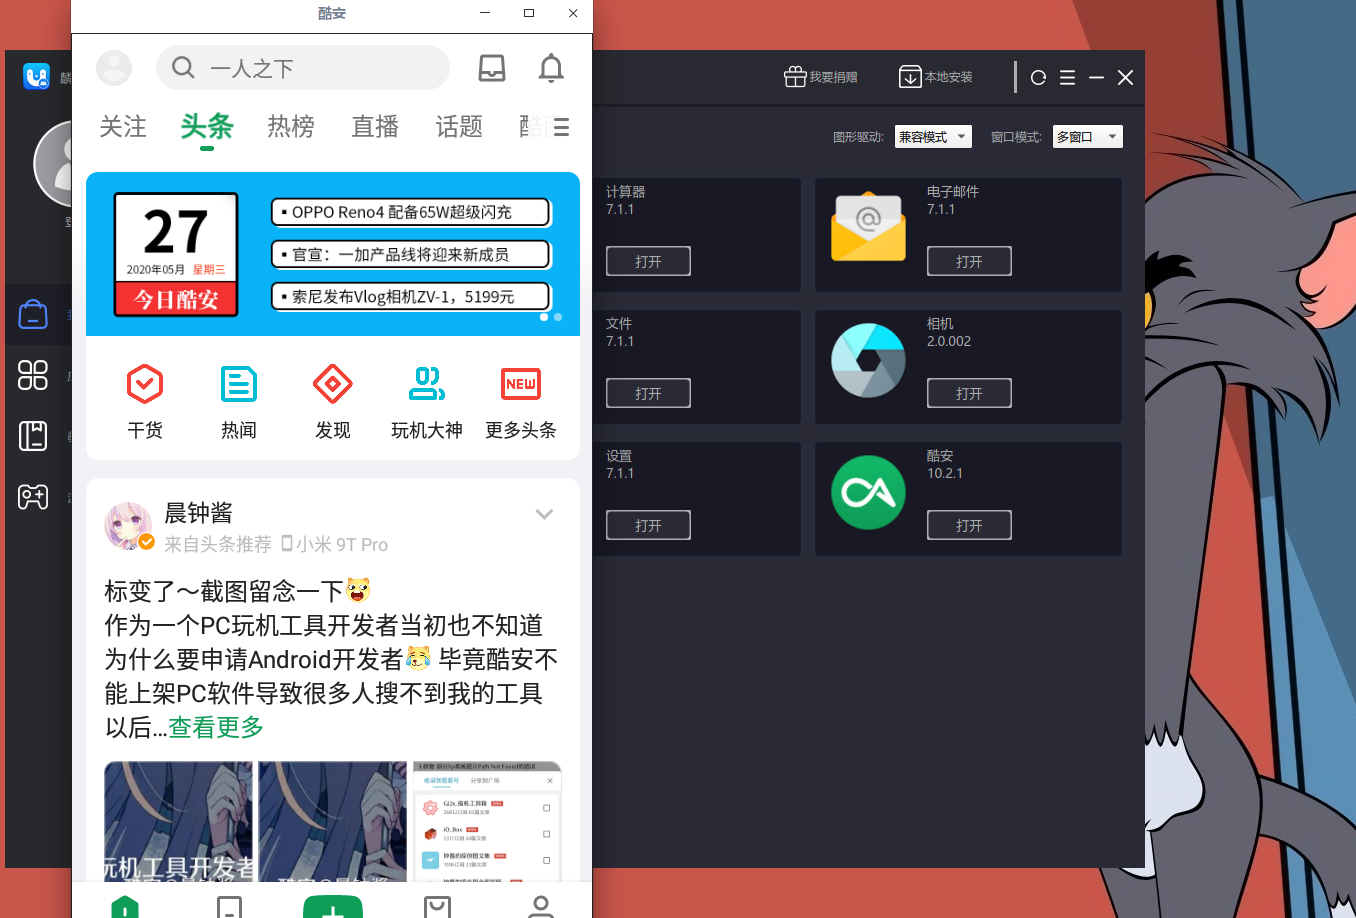 酷安
一人之下
关注
头条
热榜
直播
话题
27
2020年05月 星期三
今日酷安
▪ OPPO Reno4 配备65W超级闪充
▪ 官宣：一加产品线将迎来新成员
▪ 索尼发布Vlog相机ZV-1，5199元
干货
热闻
发现
玩机大神
更多头条
NEW
晨钟酱
来自头条推荐 小米 9T Pro
标变了～截图留念一下
作为一个PC玩机工具开发者当初也不知道
为什么要申请Android开发者 毕竟酷安不
能上架PC软件导致很多人搜不到我的工具
以后...查看更多
玩机工具开发者
我要捐赠
本地安装
图形驱动:
兼容模式
窗口模式:
多窗口
计算器
7.1.1
打开
电子邮件
7.1.1
打开
文件
7.1.1
打开
相机
2.0.002
打开
设置
7.1.1
打开
酷安
10.2.1
打开